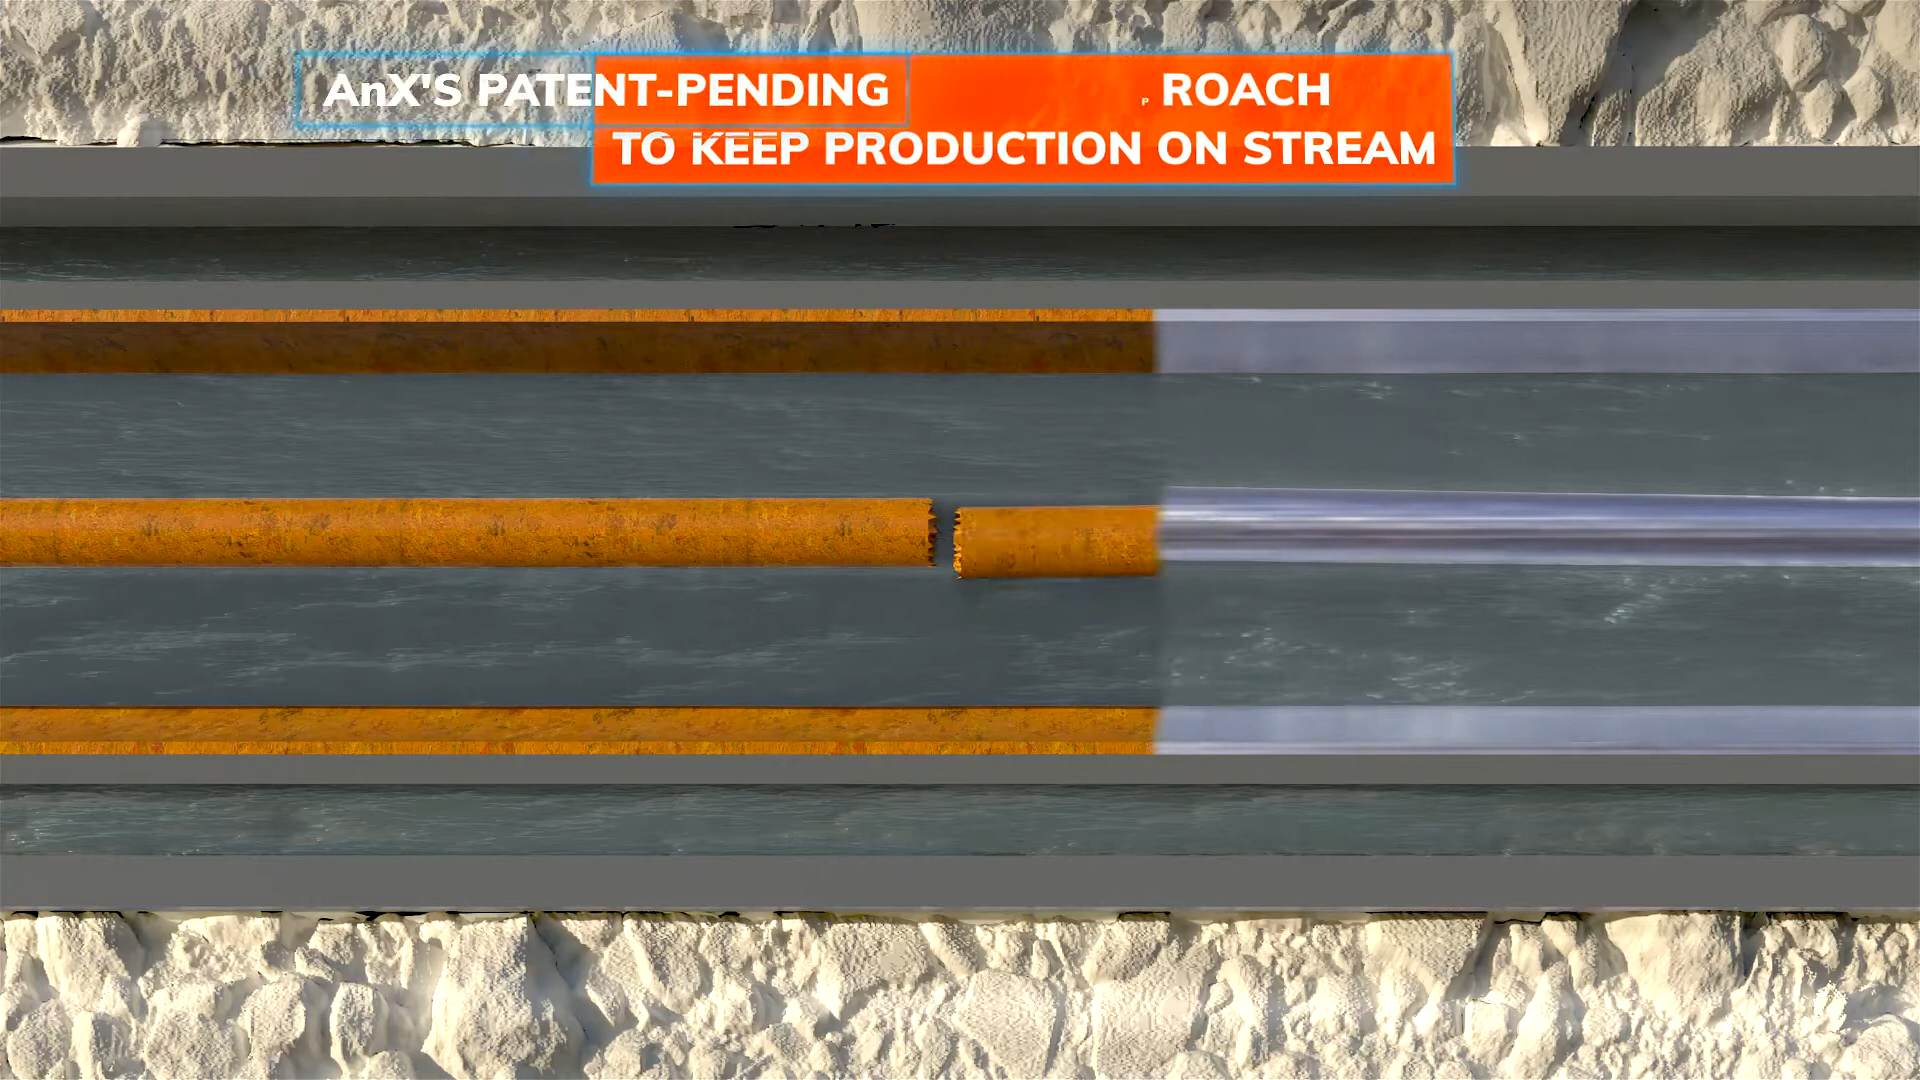 AnX'S PATENT-PENDING P ROACH
TO KEEP PRODUCTION ON STREAM